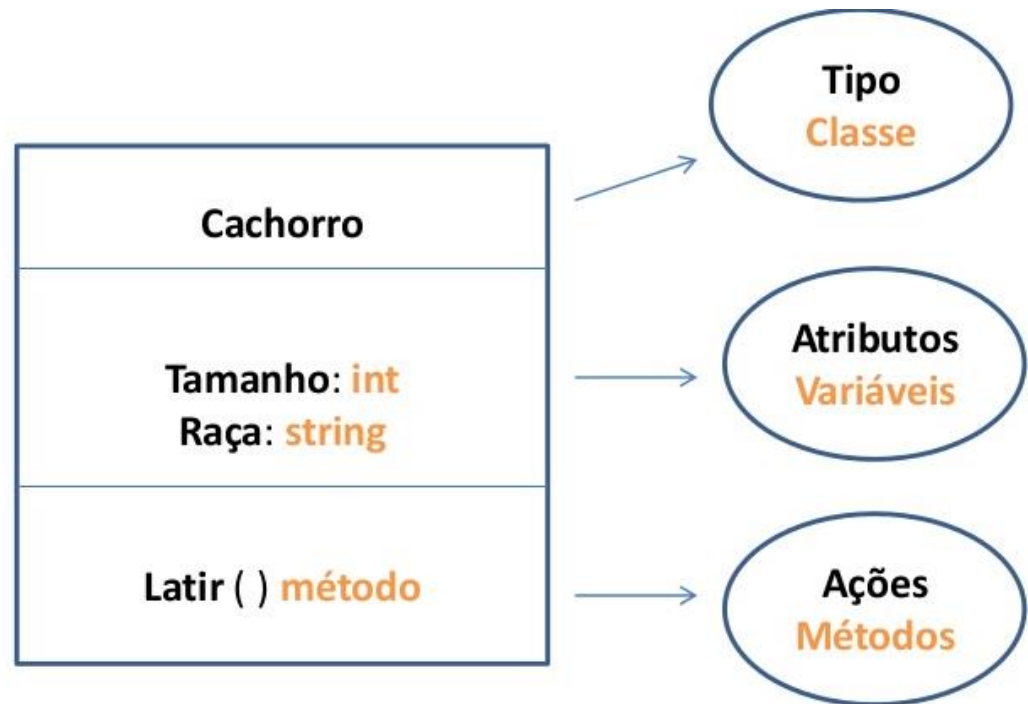 Cachorro
Tamanho: int
Raça: string
Latir ( ) método
Tipo
Classe
Atributos
Variáveis
Ações
Métodos